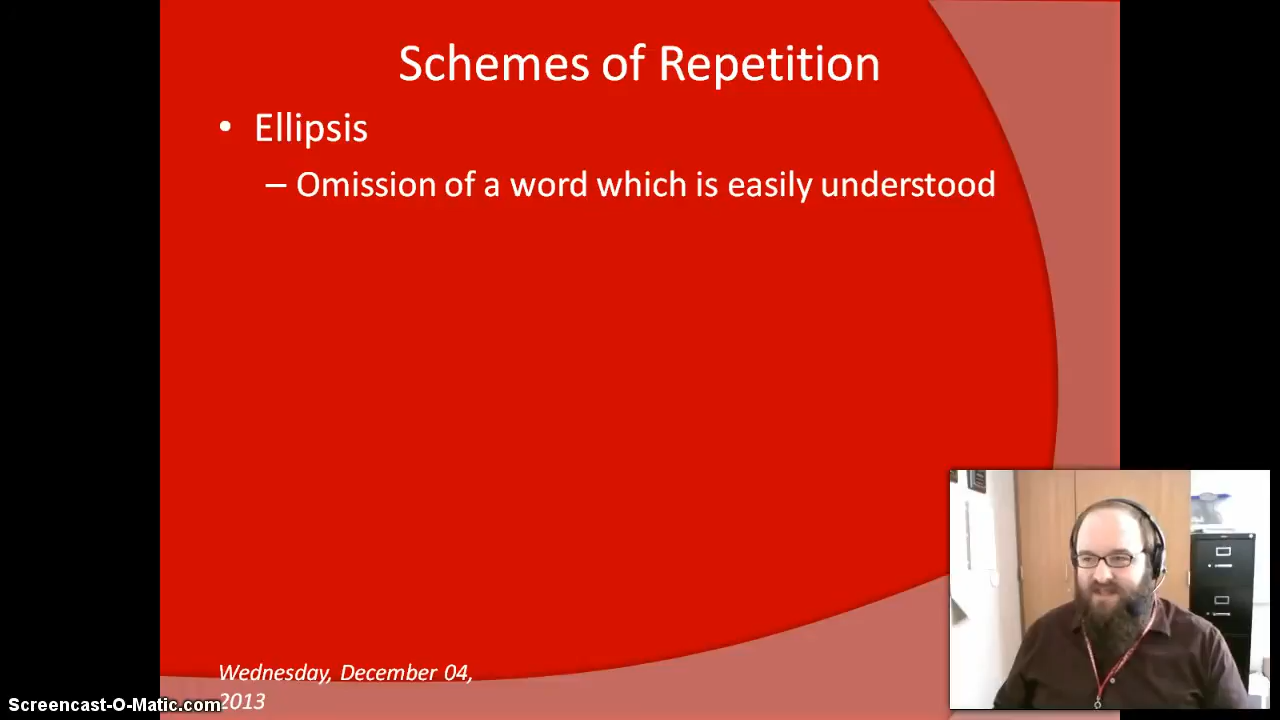 Schemes of Repetition
• Ellipsis
– Omission of a word which is easily understood
Wednesday, December 04,
2013
Screencast-O-Matic.com